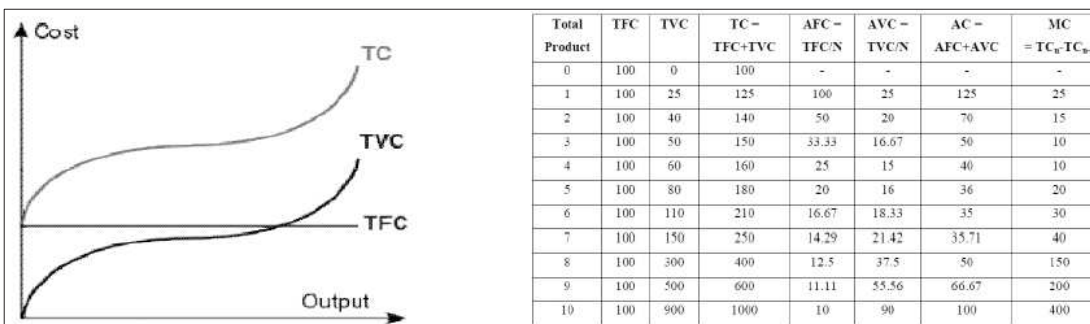 Cost
TC
TVC
TFC
Output
Total Product TFC TVC TC = TFC+TVC AFC = TFC/N AVC = TVC/N AC = AFC+AVC MC = TCn-TCn-
0 100 0 100 - - - -
1 100 25 125 100 25 125 25
2 100 40 140 50 20 70 15
3 100 50 150 33.33 16.67 50 10
4 100 60 160 25 15 40 10
5 100 80 180 20 16 36 20
6 100 110 210 16.67 18.33 35 30
7 100 150 250 14.29 21.42 35.71 40
8 100 300 400 12.5 37.5 50 150
9 100 500 600 11.11 55.56 66.67 200
10 100 900 1000 10 90 100 400